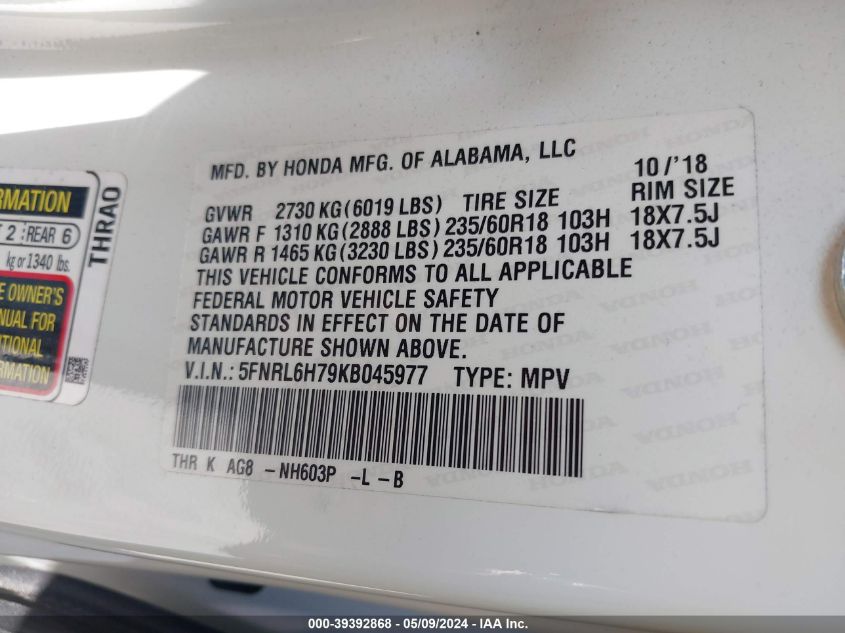 MFD. BY HONDA MFG. OF ALABAMA, LLC 10/'18
GVWR 2730 KG(6019 LBS) TIRE SIZE RIM SIZE
GAWR F 1310 KG(2888 LBS) 235/60R18 103H 18X7.5J
GAWR R 1465 KG(3230 LBS) 235/60R18 103H 18X7.5J
THIS VEHICLE CONFORMS TO ALL APPLICABLE
FEDERAL MOTOR VEHICLE SAFETY
STANDARDS IN EFFECT ON THE DATE OF
MANUFACTURE SHOWN ABOVE.
V.I.N.: 5FNRL6H79KB045977 TYPE: MPV
THR K AG8 -NH603P -L -B
2 REAR 6
kg or 1340 lbs.
OWNER'S
FOR
THRAO
000-39392868 - 05/09/2024 - IAA Inc.